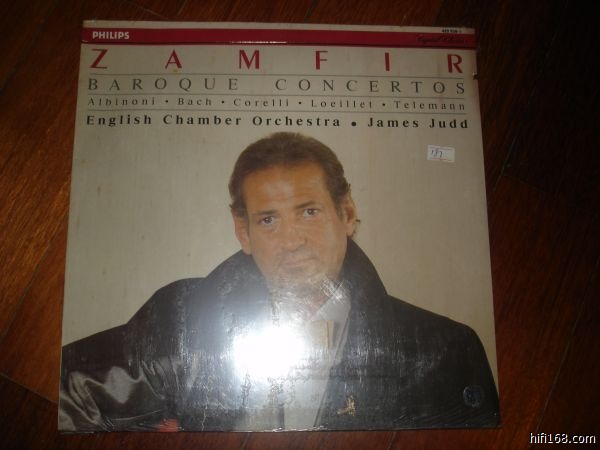 PHILIPS
ZAMFIR
BAROQUE CONCERTOS
Albinoni • Bach • Corelli • Loeillet • Telemann
English Chamber Orchestra • James Judd
hifi168.com